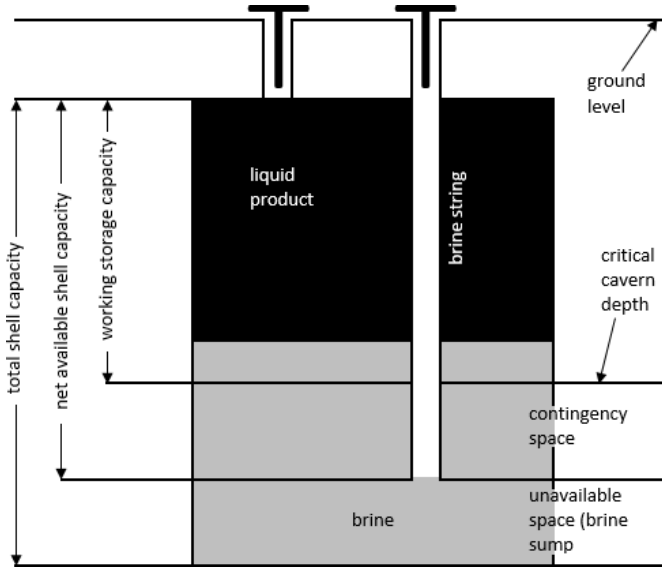 ground
level
liquid
product
brine string
critical
cavern
depth
total shell capacity
net available shell capacity
working storage capacity
contingency
space
unavailable
space (brine
sump
brine